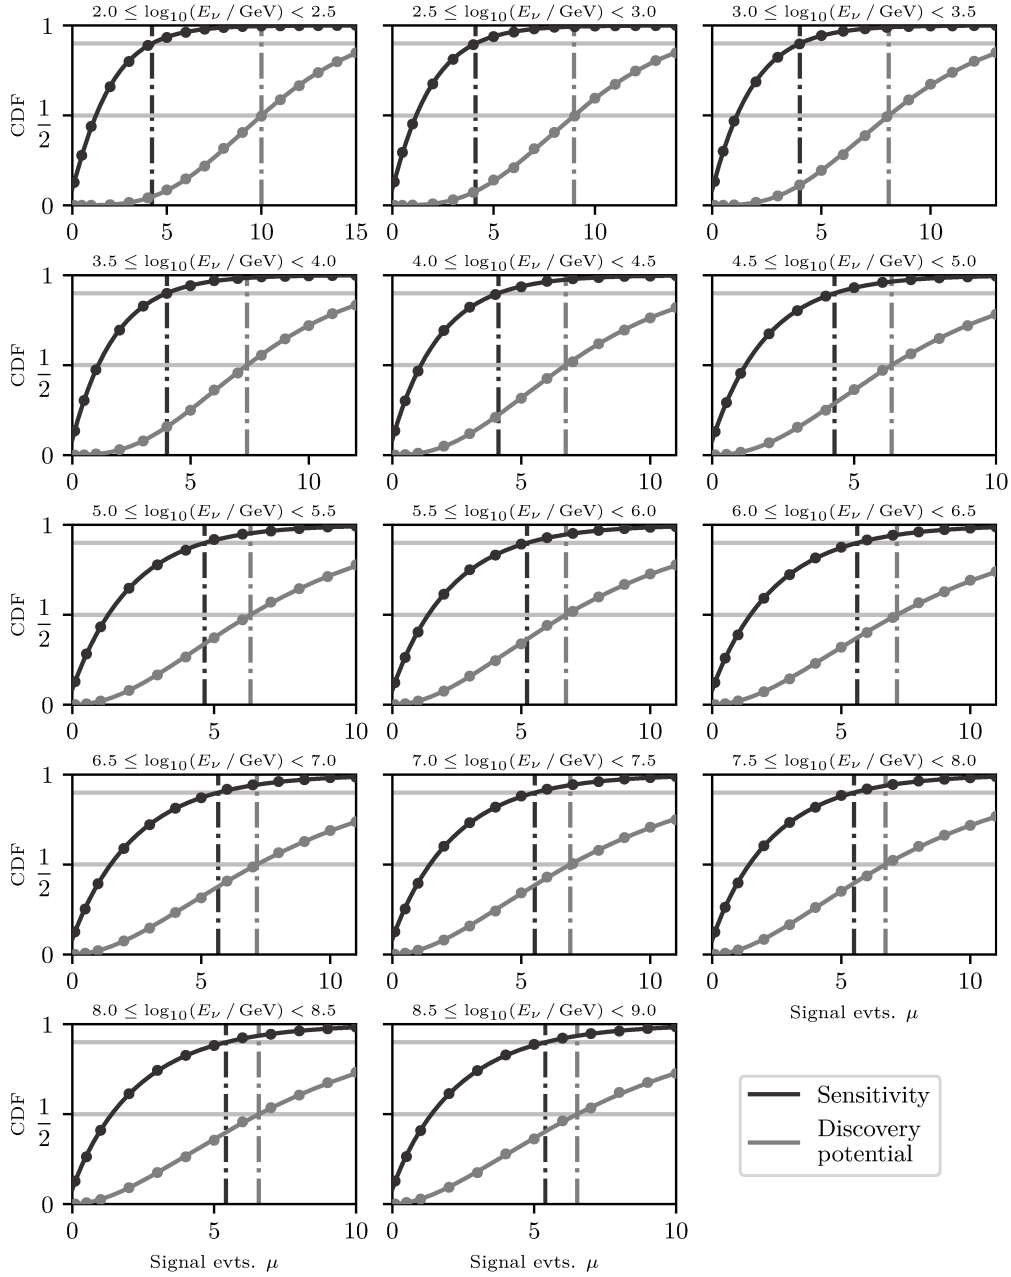 2.0 ≤ log10(Eν / GeV) < 2.5 2.5 ≤ log10(Eν / GeV) < 3.0 3.0 ≤ log10(Eν / GeV) < 3.5
1
CDF
1
2
0
0 5 10 15 0 5 10 0 5 10
3.5 ≤ log10(Eν / GeV) < 4.0 4.0 ≤ log10(Eν / GeV) < 4.5 4.5 ≤ log10(Eν / GeV) < 5.0
1
CDF
1
2
0
0 5 10 0 5 10 0 5 10
5.0 ≤ log10(Eν / GeV) < 5.5 5.5 ≤ log10(Eν / GeV) < 6.0 6.0 ≤ log10(Eν / GeV) < 6.5
1
CDF
1
2
0
0 5 10 0 5 10 0 5 10
6.5 ≤ log10(Eν / GeV) < 7.0 7.0 ≤ log10(Eν / GeV) < 7.5 7.5 ≤ log10(Eν / GeV) < 8.0
1
CDF
1
2
0
0 5 10 0 5 10 0 5 10
Signal evts. μ
8.0 ≤ log10(Eν / GeV) < 8.5 8.5 ≤ log10(Eν / GeV) < 9.0
1
CDF
1
2
0
0 5 10 0 5 10
Signal evts. μ Signal evts. μ
Sensitivity
Discovery
potential